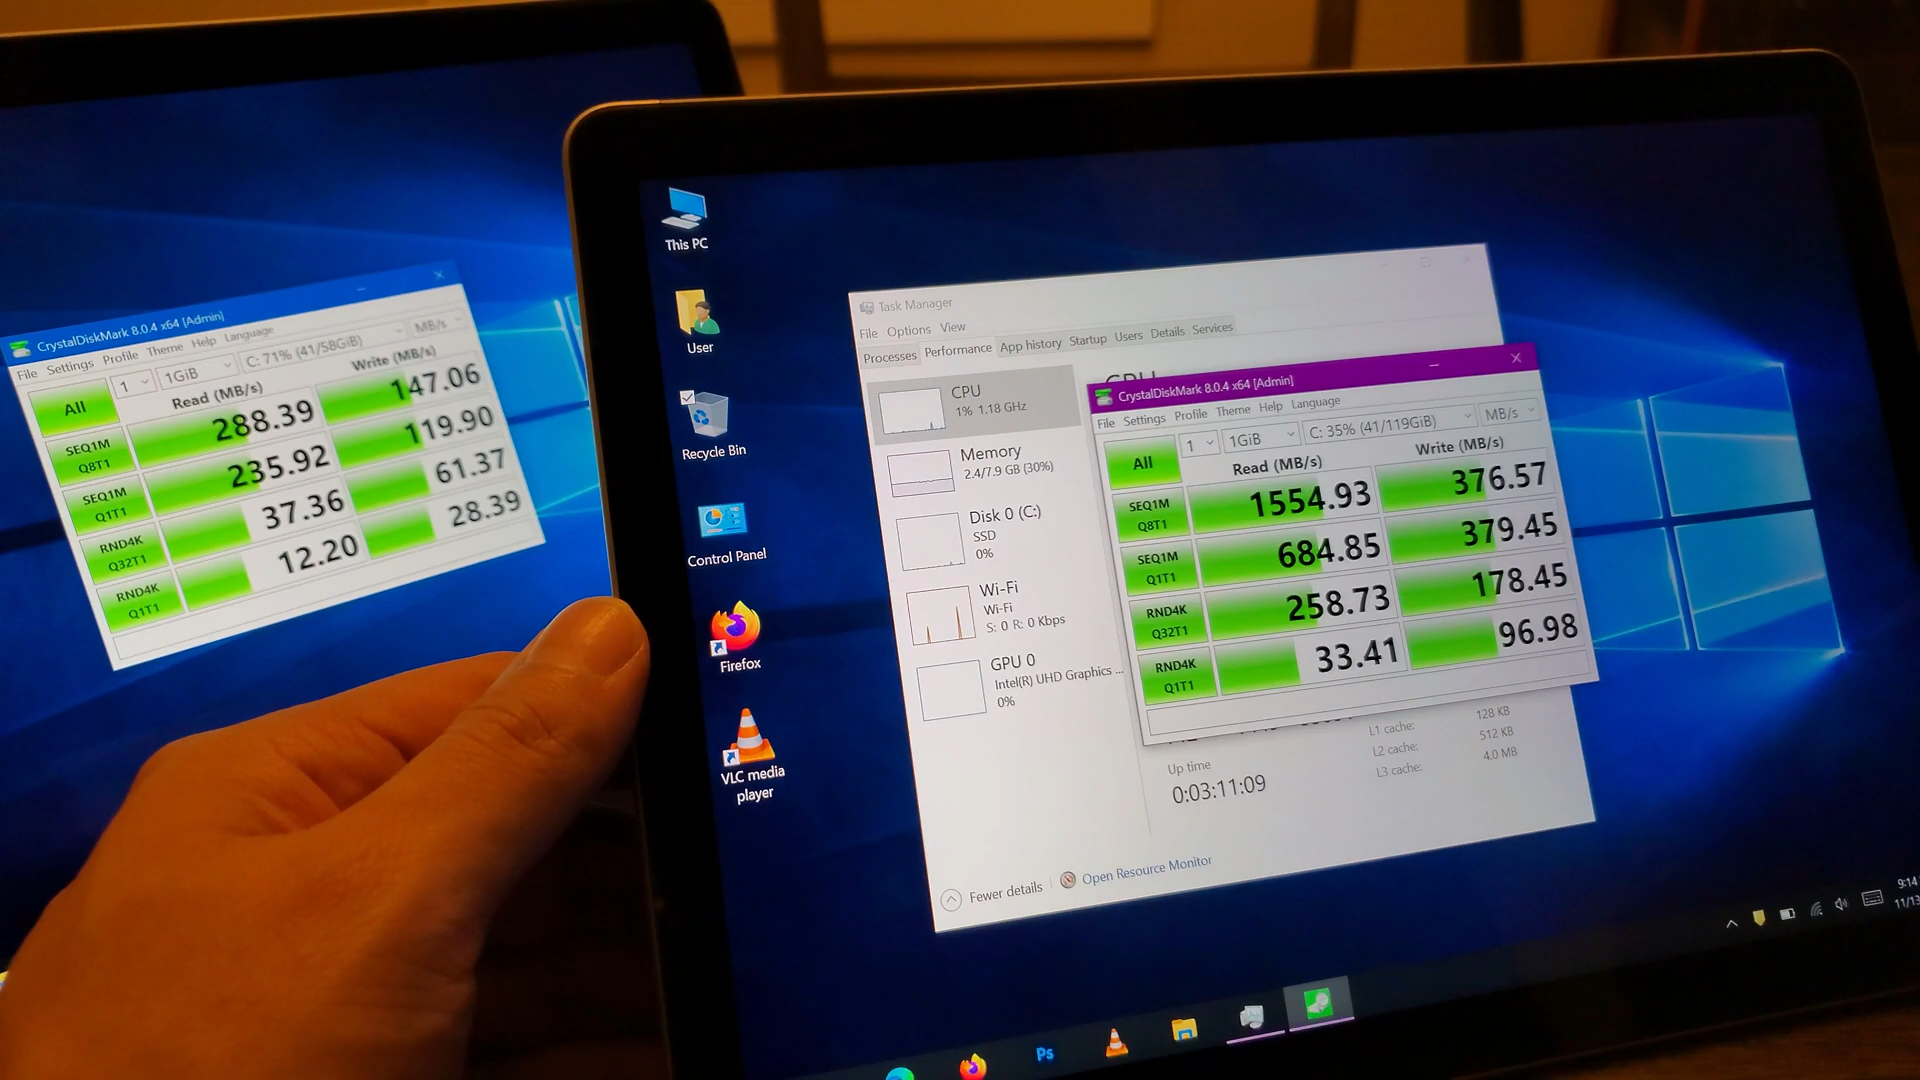 CrystalDiskMark 8.0.4 x64 [Admin]
File Settings Profile Theme Help Language
All 1 1GiB C: 71% (41/58GiB) MB/s
Read (MB/s) Write (MB/s)
SEQ1M Q8T1 288.39 147.06
SEQ1M Q1T1 235.92 119.90
RND4K Q32T1 37.36 61.37
RND4K Q1T1 12.20 28.39
This PC
User
Recycle Bin
Control Panel
Firefox
VLC media
player
Task Manager
File Options View
Processes Performance App history Startup Users Details Services
CPU
1% 1.18 GHz
Memory
2.4/7.9 GB (30%)
Disk 0 (C:)
SSD
0%
Wi-Fi
Wi-Fi
S: 0 R: 0 Kbps
GPU 0
Intel(R) UHD Graphics ...
0%
CPU
CrystalDiskMark 8.0.4 x64 [Admin]
File Settings Profile Theme Help Language
All 1 1GiB C: 35% (41/119GiB) MB/s
Read (MB/s) Write (MB/s)
SEQ1M Q8T1 1554.93 376.57
SEQ1M Q1T1 684.85 379.45
RND4K Q32T1 258.73 178.45
RND4K Q1T1 33.41 96.98
L1 cache: 128 KB
L2 cache: 512 KB
L3 cache: 4.0 MB
Up time
0:03:11:09
Fewer details Open Resource Monitor
Ps
9:14
11/13